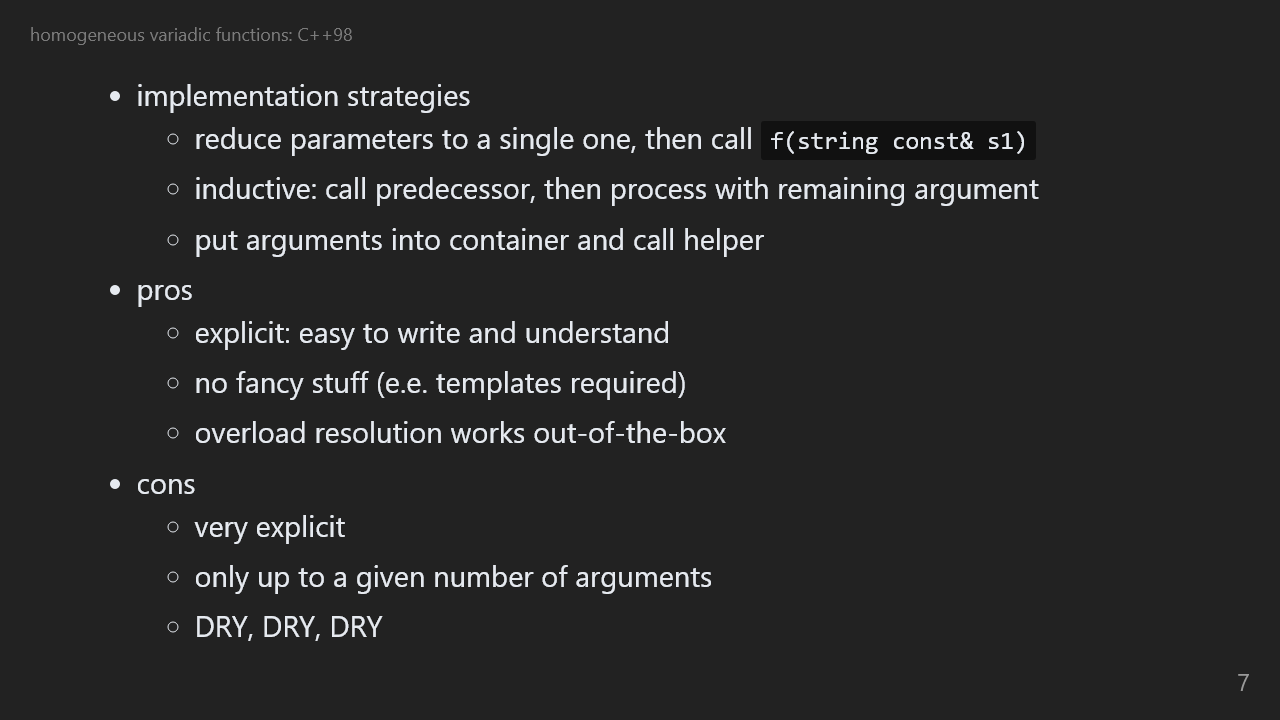 homogeneous variadic functions: C++98
• implementation strategies
○ reduce parameters to a single one, then call f(string const& s1)
○ inductive: call predecessor, then process with remaining argument
○ put arguments into container and call helper
• pros
○ explicit: easy to write and understand
○ no fancy stuff (e.e. templates required)
○ overload resolution works out-of-the-box
• cons
○ very explicit
○ only up to a given number of arguments
○ DRY, DRY, DRY
7